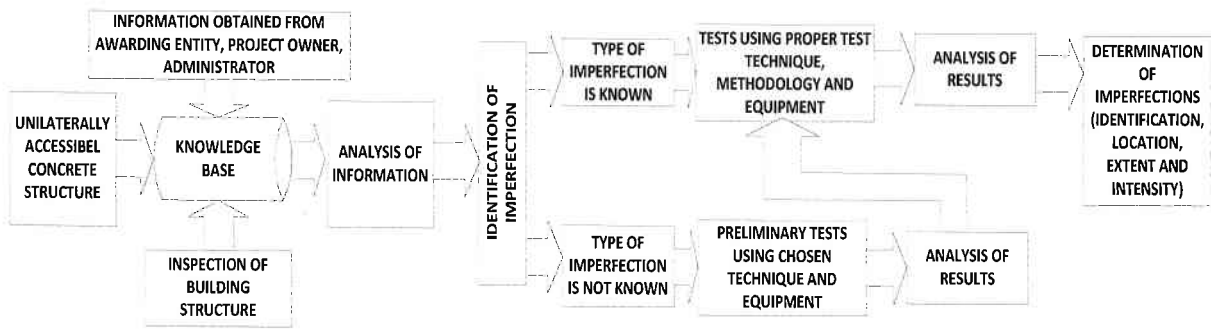 INFORMATION OBTAINED FROM
AWARDING ENTITY, PROJECT OWNER,
ADMINISTRATOR
UNILATERALLY
ACCESSIBEL
CONCRETE
STRUCTURE
KNOWLEDGE
BASE
INSPECTION OF
BUILDING
STRUCTURE
ANALYSIS OF
INFORMATION
IDENTIFICATION OF
IMPERFECTION
TYPE OF
IMPERFECTION
IS KNOWN
TESTS USING PROPER TEST
TECHNIQUE,
METHODOLOGY AND
EQUIPMENT
ANALYSIS OF
RESULTS
DETERMINATION
OF
IMPERFECTIONS
(IDENTIFICATION,
LOCATION,
EXTENT AND
INTENSITY)
TYPE OF
IMPERFECTION
IS NOT KNOWN
PRELIMINARY TESTS
USING CHOSEN
TECHNIQUE AND
EQUIPMENT
ANALYSIS OF
RESULTS